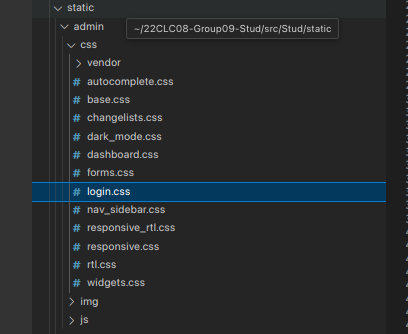 static
admin
~/22CLC08-Group09-Stud/src/Stud/static
css
vendor
# autocomplete.css
# base.css
# changelists.css
# dark_mode.css
# dashboard.css
# forms.css
# login.css
# nav_sidebar.css
# responsive_rtl.css
# responsive.css
# rtl.css
# widgets.css
img
js